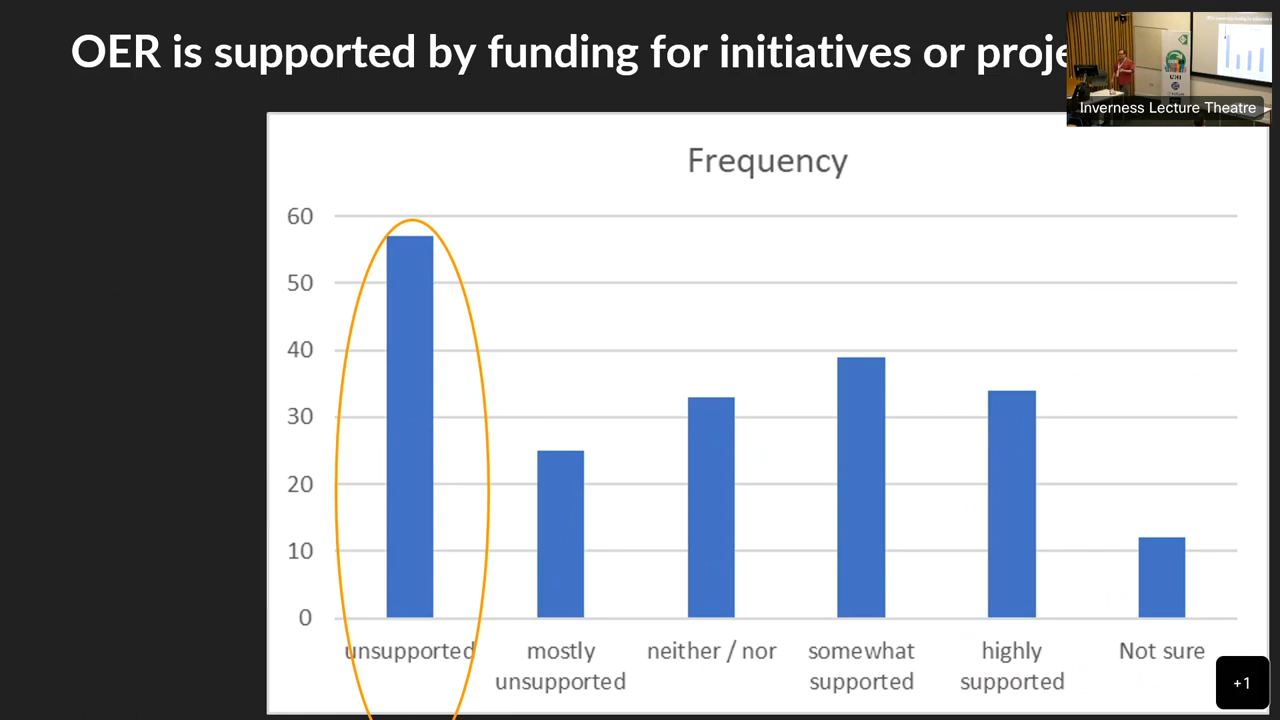 OER is supported by funding for initiatives or proje
Inverness Lecture Theatre
Frequency
60
50
40
30
20
10
0
unsupported
mostly
unsupported
neither / nor
somewhat
supported
highly
supported
Not sure
+1